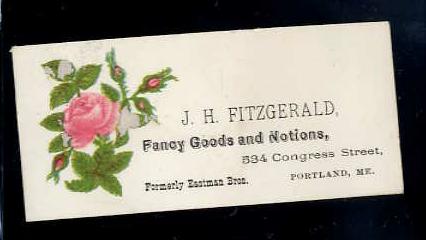 J. H. FITZGERALD,
Fancy Goods and Notions,
534 Congress Street,
Formerly Eastman Bros. PORTLAND, ME.